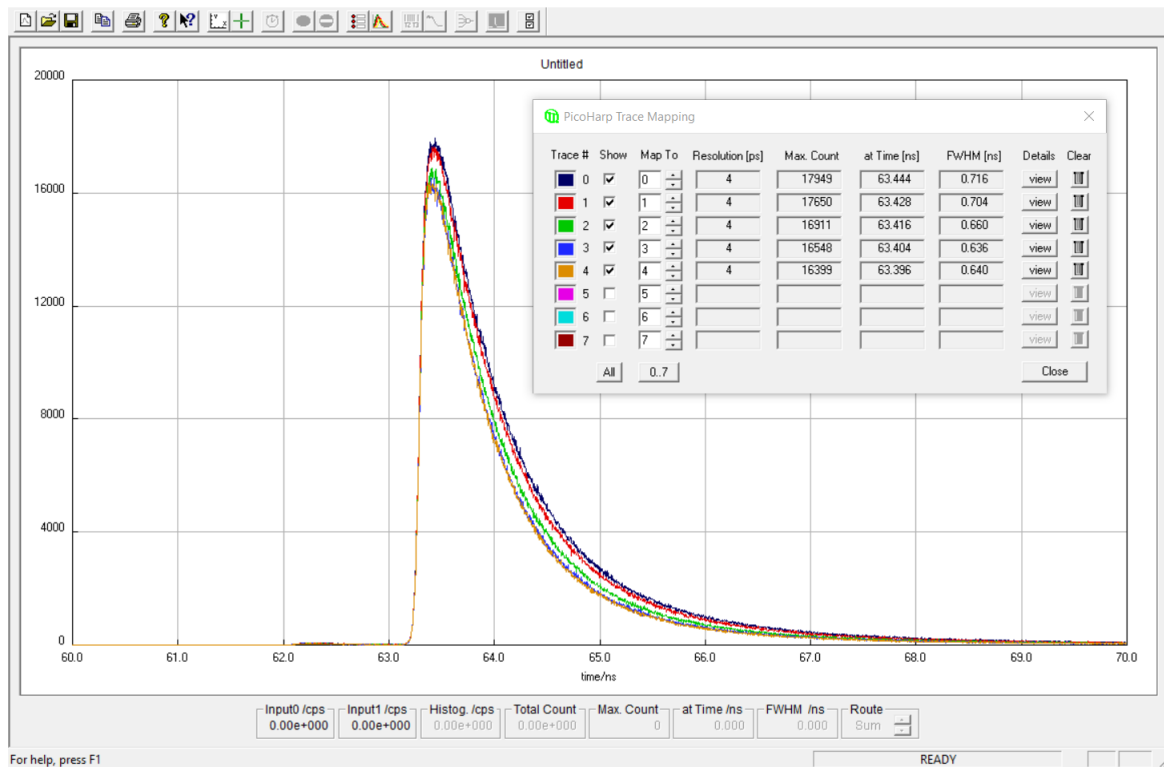 Untitled
20000
16000
12000
8000
4000
0
60.0 61.0 62.0 63.0 64.0 65.0 66.0 67.0 68.0 69.0 70.0
time/ns
PicoHarp Trace Mapping
Trace # Show Map To Resolution [ps] Max. Count at Time [ns] FWHM [ns] Details Clear
0 0 4 17949 63.444 0.716 view
1 1 4 17650 63.428 0.704 view
2 2 4 16911 63.416 0.660 view
3 3 4 16548 63.404 0.636 view
4 4 4 16399 63.396 0.640 view
5 5 view
6 6 view
7 7 view
All 0..7 Close
Input0 /cps Input1 /cps Histog. /cps Total Count Max. Count at Time /ns FWHM /ns Route
0.00e+000 0.00e+000 0.00e+000 0.00e+000 0 0.000 0.000 Sum
For help, press F1 READY